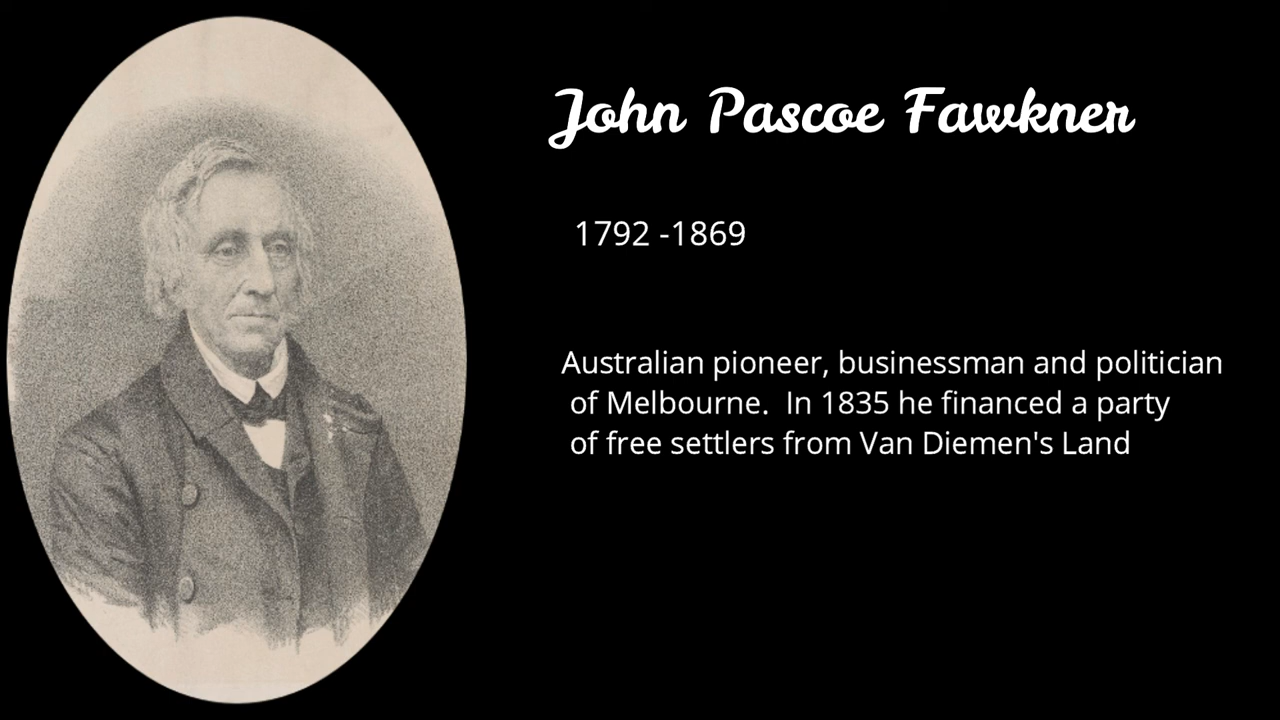 John Pascoe Fawkner
1792 -1869
Australian pioneer, businessman and politician
of Melbourne.  In 1835 he financed a party
of free settlers from Van Diemen's Land